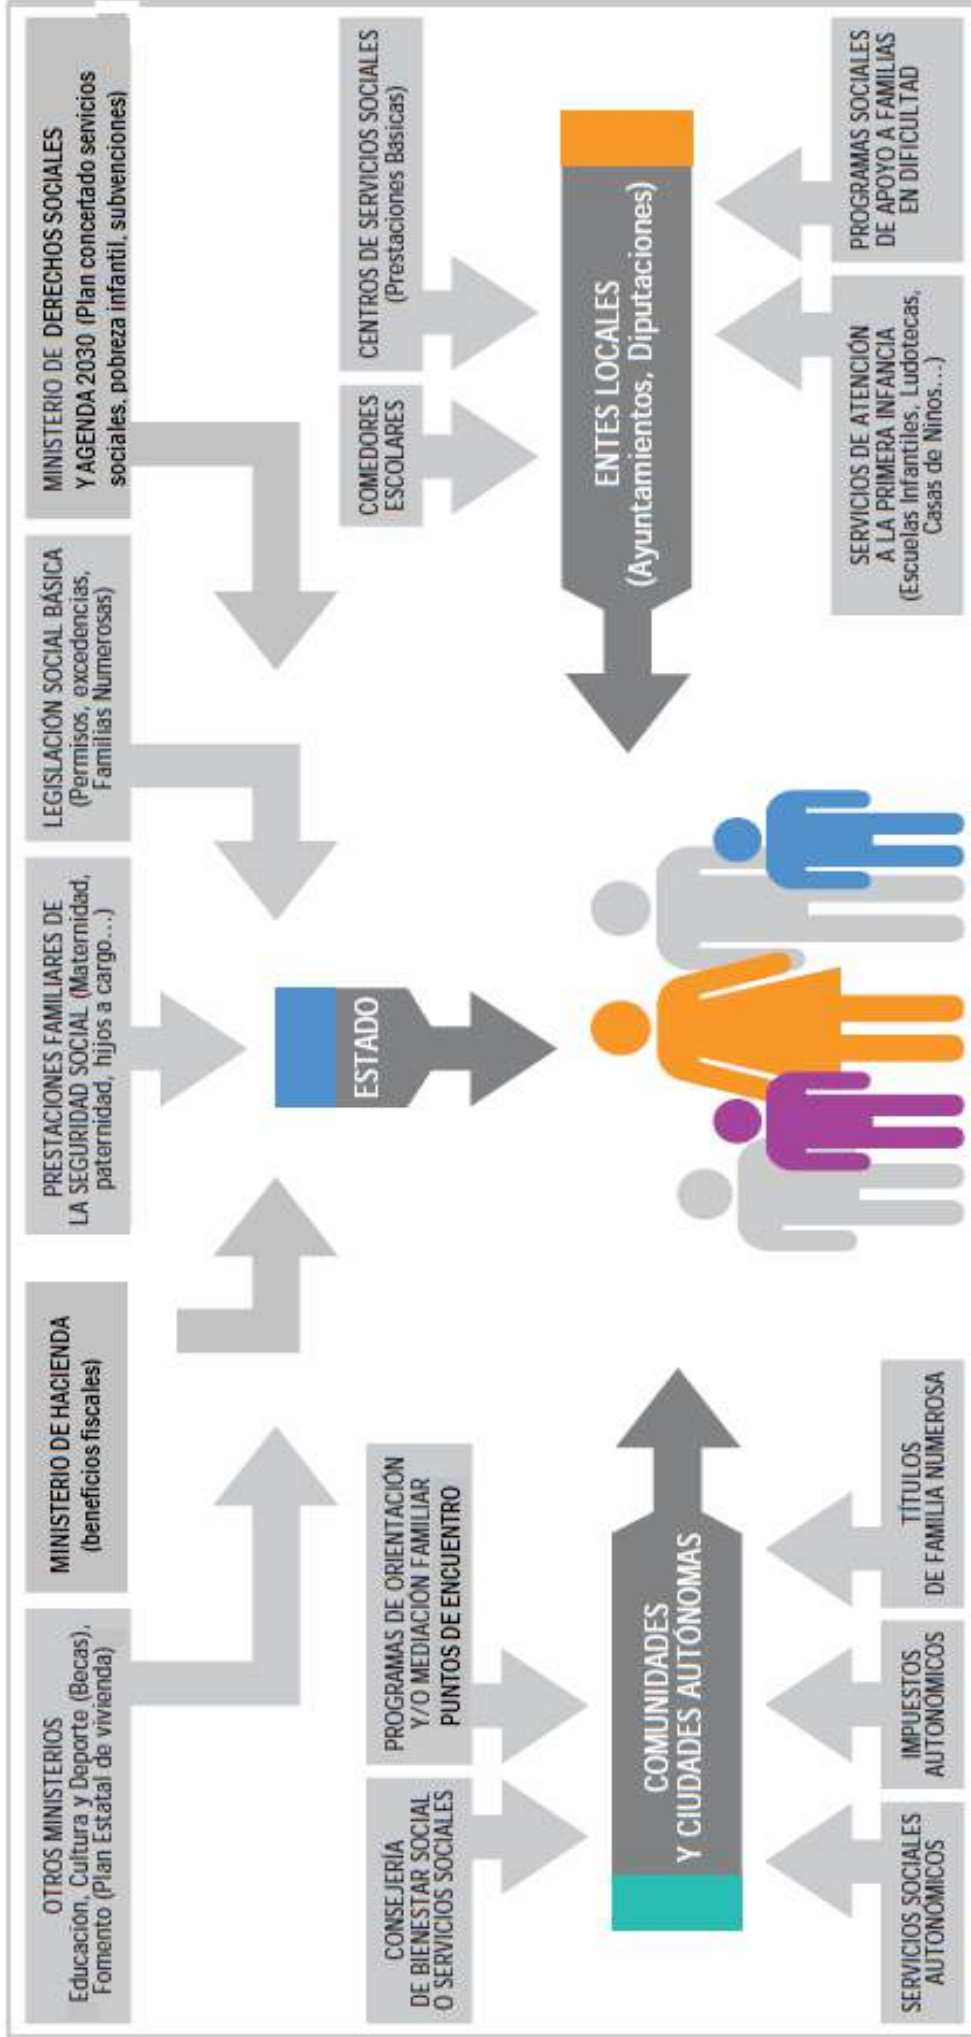 OTROS MINISTERIOS
Educación, Cultura y Deporte (Becas),
Fomento (Plan Estatal de vivienda)
MINISTERIO DE HACIENDA
(beneficios fiscales)
PRESTACIONES FAMILIARES DE
LA SEGURIDAD SOCIAL (Maternidad,
paternidad, hijos a cargo...)
LEGISLACIÓN SOCIAL BÁSICA
(Permisos, excedencias,
Familias Numerosas)
MINISTERIO DE DERECHOS SOCIALES
Y AGENDA 2030 (Plan concertado servicios
sociales, pobreza infantil, subvenciones)
ESTADO
CONSEJERÍA
DE BIENESTAR SOCIAL
O SERVICIOS SOCIALES
PROGRAMAS DE ORIENTACIÓN
Y/O MEDIACIÓN FAMILIAR
PUNTOS DE ENCUENTRO
COMUNIDADES
Y CIUDADES AUTÓNOMAS
SERVICIOS SOCIALES
AUTONÓMICOS
IMPUESTOS
AUTONÓMICOS
TÍTULOS
DE FAMILIA NUMEROSA
COMEDORES
ESCOLARES
CENTROS DE SERVICIOS SOCIALES
(Prestaciones Basicas)
ENTES LOCALES
(Ayuntamientos, Diputaciones)
SERVICIOS DE ATENCIÓN
A LA PRIMERA INFANCIA
(Escuelas Infantiles, Ludotecas,
Casas de Ninos...)
PROGRAMAS SOCIALES
DE APOYO A FAMILIAS
EN DIFICULTAD